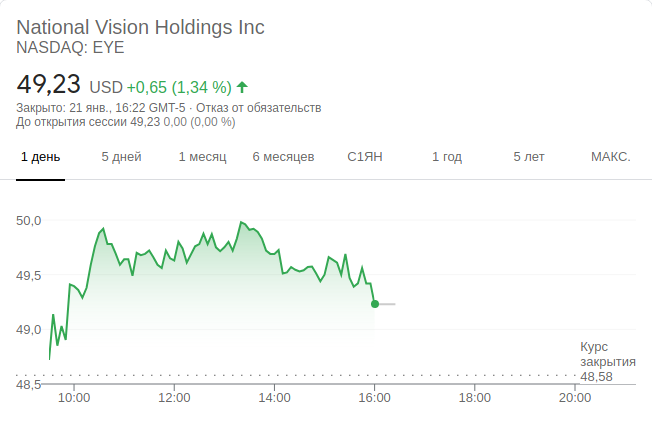 National Vision Holdings Inc
NASDAQ: EYE
49,23 USD +0,65 (1,34 %)
Закрыто: 21 янв., 16:22 GMT-5 · Отказ от обязательств
До открытия сессии 49,23 0,00 (0,00 %)
1 день 5 дней 1 месяц 6 месяцев С1ЯН 1 год 5 лет МАКС.
50,0
49,5
49,0
Курс
закрытия
48,58
48,5
10:00 12:00 14:00 16:00 18:00 20:00